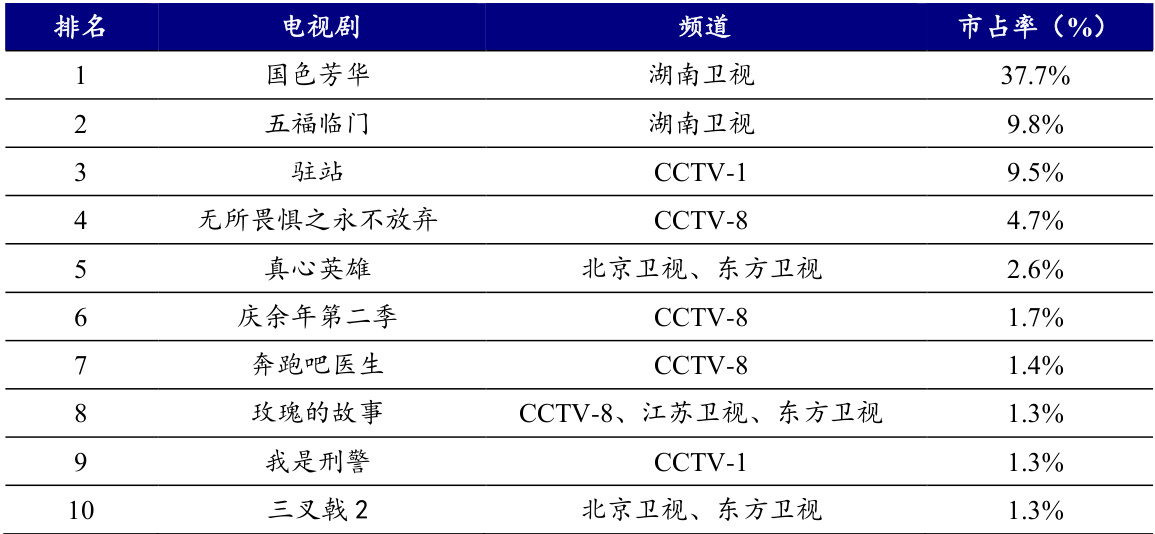 排名 电视剧 频道 市占率（%）
1 国色芳华 湖南卫视 37.7%
2 五福临门 湖南卫视 9.8%
3 驻站 CCTV-1 9.5%
4 无所畏惧之永不放弃 CCTV-8 4.7%
5 真心英雄 北京卫视、东方卫视 2.6%
6 庆余年第二季 CCTV-8 1.7%
7 奔跑吧医生 CCTV-8 1.4%
8 玫瑰的故事 CCTV-8、江苏卫视、东方卫视 1.3%
9 我是刑警 CCTV-1 1.3%
10 三叉戟 2 北京卫视、东方卫视 1.3%